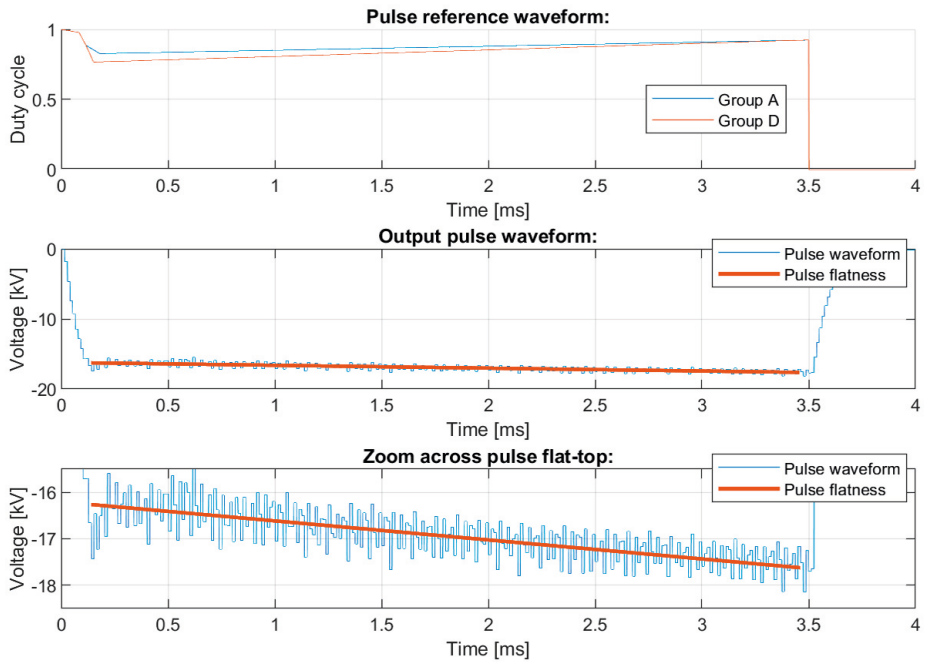 Pulse reference waveform:
Duty cycle
1
0.5
0
Group A
Group D
0 0.5 1 1.5 2 2.5 3 3.5 4
Time [ms]
Output pulse waveform:
Voltage [kV]
0
-10
-20
Pulse waveform
Pulse flatness
0 0.5 1 1.5 2 2.5 3 3.5 4
Time [ms]
Zoom across pulse flat-top:
Voltage [kV]
-16
-17
-18
Pulse waveform
Pulse flatness
0 0.5 1 1.5 2 2.5 3 3.5 4
Time [ms]